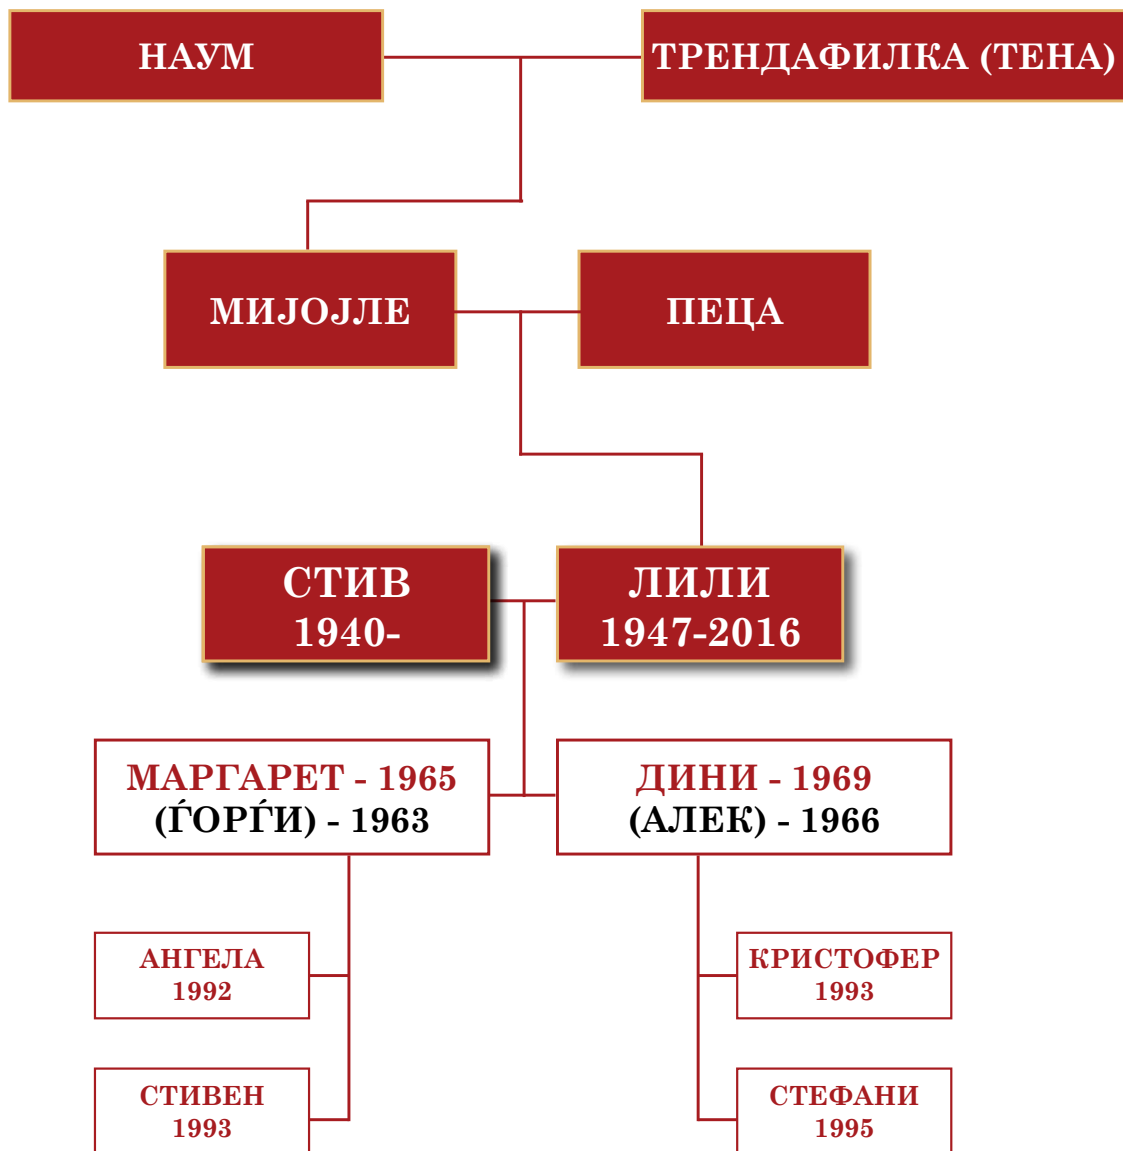 НАУМ
ТРЕНДАФИЛКА (ТЕНА)
МИЈОЈЛЕ
ПЕЦА
СТИВ
1940-
ЛИЛИ
1947-2016
МАРГАРЕТ - 1965
(ЃОРЃИ) - 1963
ДИНИ - 1969
(АЛЕК) - 1966
АНГЕЛА
1992
КРИСТОФЕР
1993
СТИВЕН
1993
СТЕФАНИ
1995